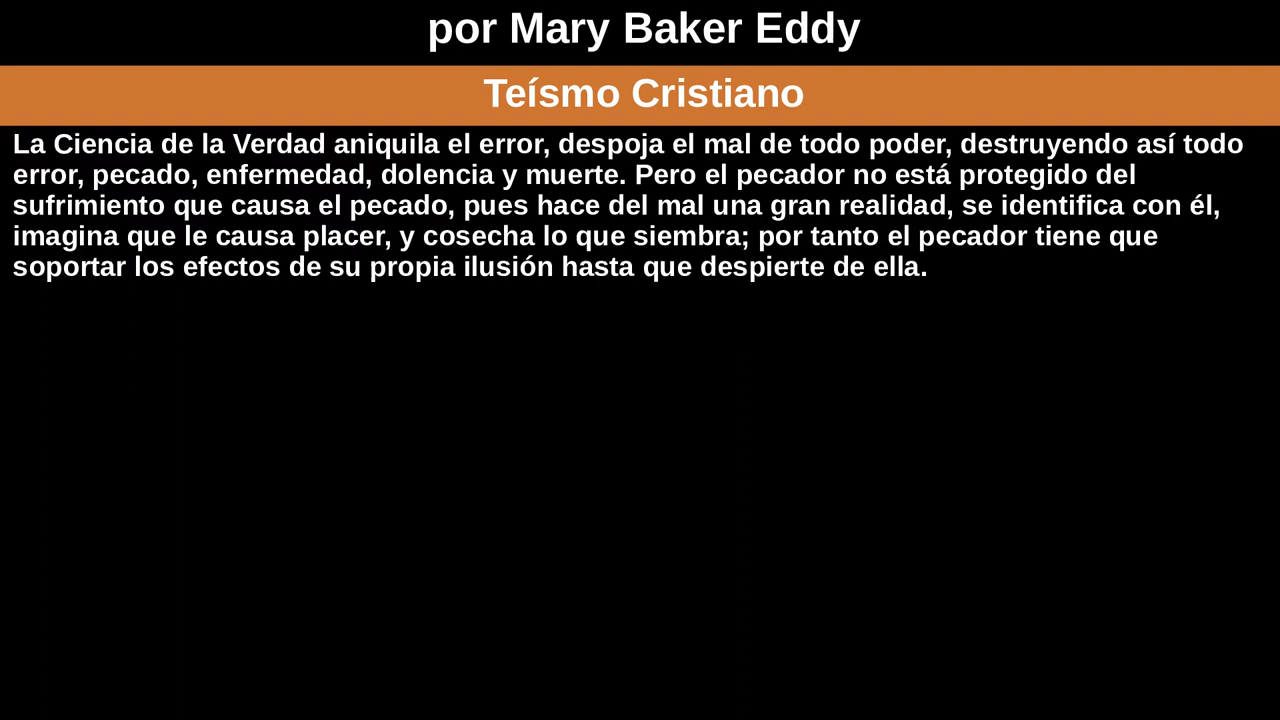 por Mary Baker Eddy
Teísmo Cristiano
La Ciencia de la Verdad aniquila el error, despoja el mal de todo poder, destruyendo así todo
error, pecado, enfermedad, dolencia y muerte. Pero el pecador no está protegido del
sufrimiento que causa el pecado, pues hace del mal una gran realidad, se identifica con él,
imagina que le causa placer, y cosecha lo que siembra; por tanto el pecador tiene que
soportar los efectos de su propia ilusión hasta que despierte de ella.